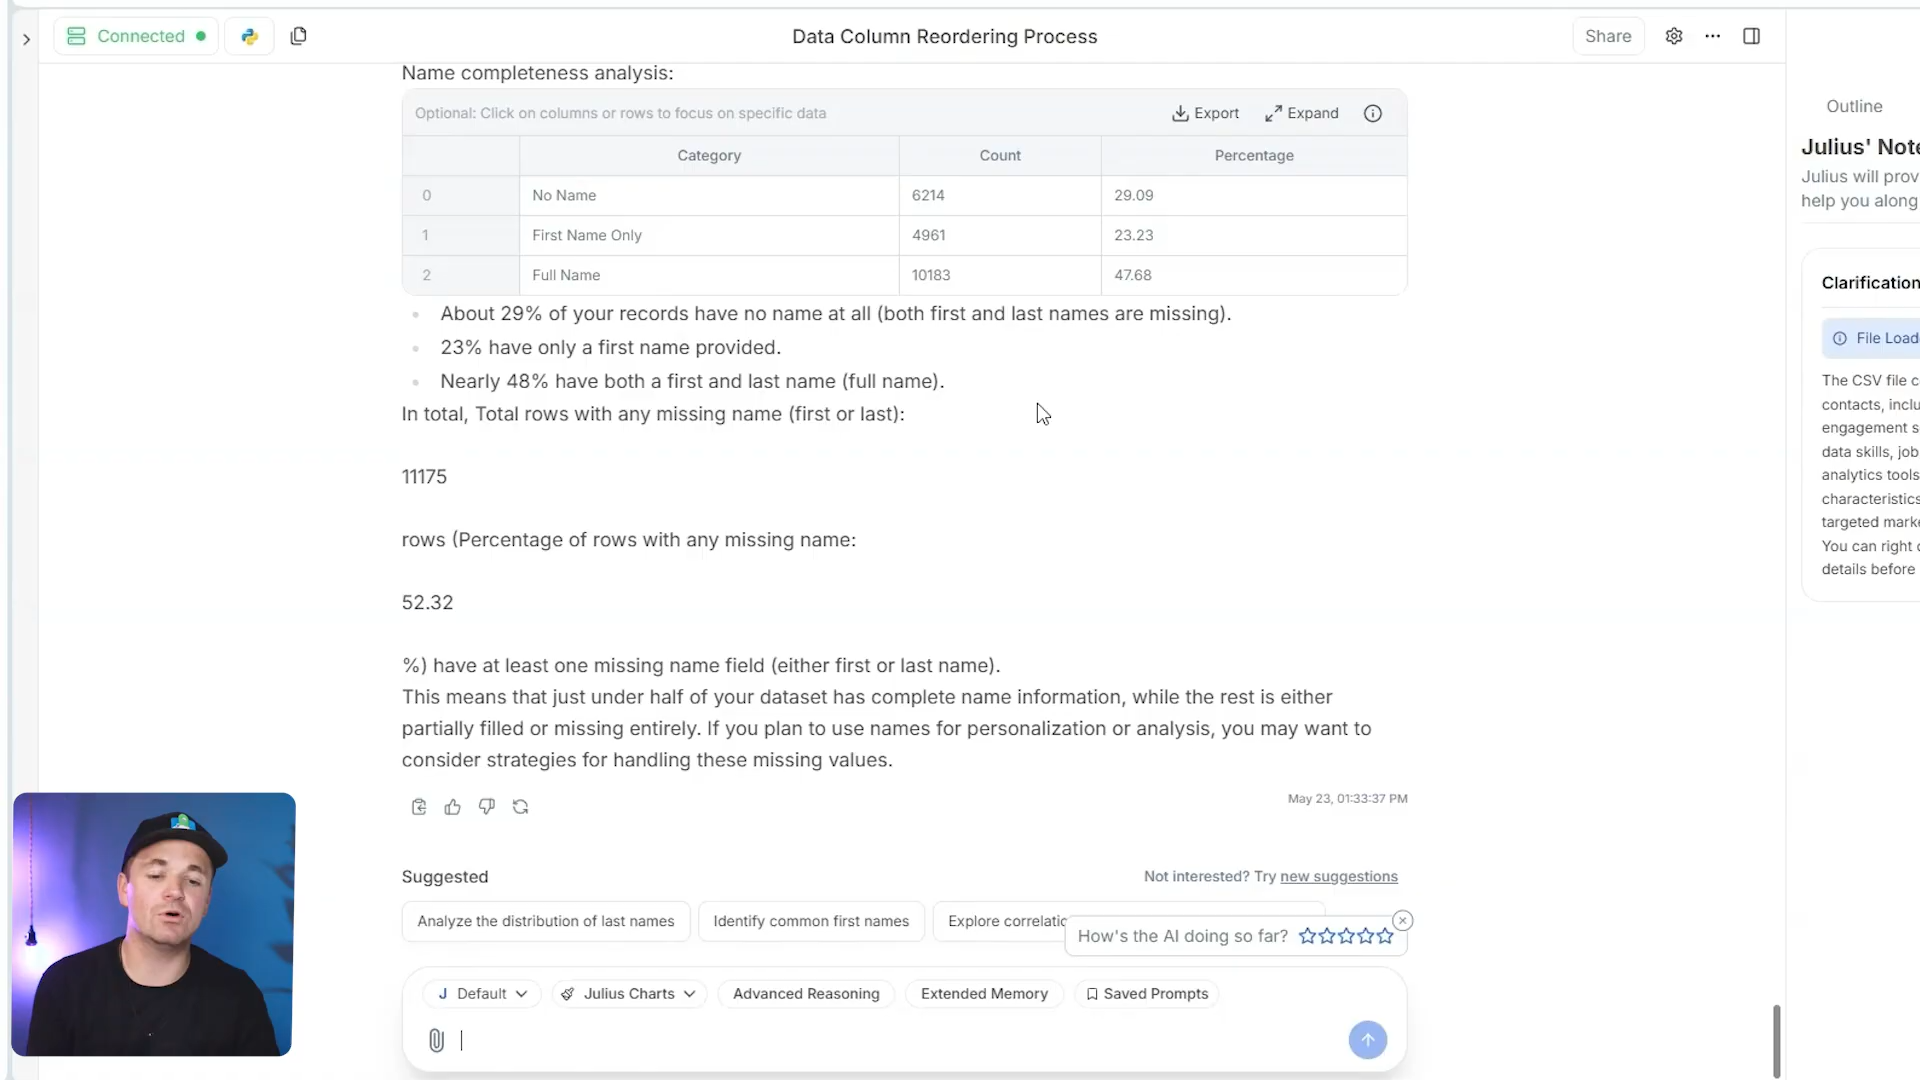 Connected
Data Column Reordering Process
Share
Name completeness analysis:
Optional: Click on columns or rows to focus on specific data
Export
Expand
Category Count Percentage
0 No Name 6214 29.09
1 First Name Only 4961 23.23
2 Full Name 10183 47.68
About 29% of your records have no name at all (both first and last names are missing).
23% have only a first name provided.
Nearly 48% have both a first and last name (full name).
In total, Total rows with any missing name (first or last):
11175
rows (Percentage of rows with any missing name:
52.32
%) have at least one missing name field (either first or last name).
This means that just under half of your dataset has complete name information, while the rest is either
partially filled or missing entirely. If you plan to use names for personalization or analysis, you may want to
consider strategies for handling these missing values.
May 23, 01:33:37 PM
Suggested
Not interested? Try new suggestions
Analyze the distribution of last names
Identify common first names
Explore correlatio
How's the AI doing so far?
J Default
Julius Charts
Advanced Reasoning
Extended Memory
Saved Prompts
Outline
Julius' Note
Julius will prov
help you along
Clarification
File Loade
The CSV file c
contacts, inclu
engagement s
data skills, job
analytics tools
characteristics
targeted marke
You can right c
details before